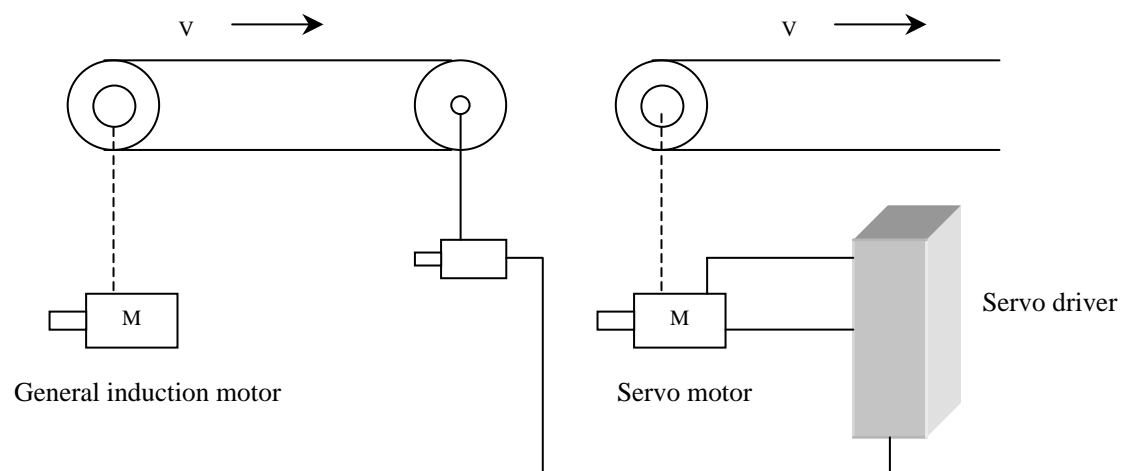 V
V
M
M
Servo driver
General induction motor
Servo motor